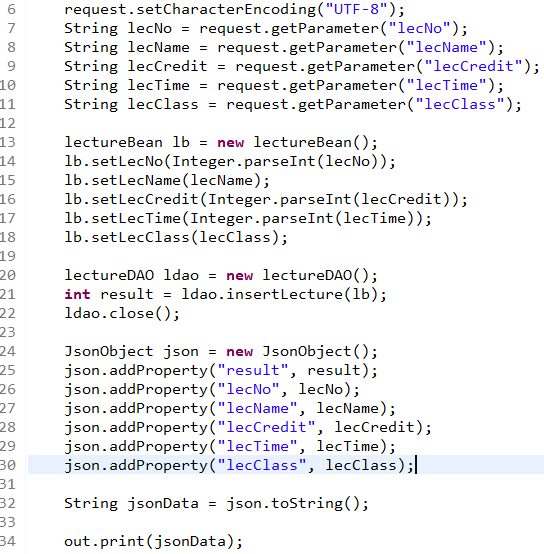 6 request.setCharacterEncoding("UTF-8");
7 String lecNo = request.getParameter("lecNo");
8 String lecName = request.getParameter("lecName");
9 String lecCredit = request.getParameter("lecCredit");
10 String lecTime = request.getParameter("lecTime");
11 String lecClass = request.getParameter("lecClass");
12
13 lectureBean lb = new lectureBean();
14 lb.setLecNo(Integer.parseInt(lecNo));
15 lb.setLecName(lecName);
16 lb.setLecCredit(Integer.parseInt(lecCredit));
17 lb.setLecTime(Integer.parseInt(lecTime));
18 lb.setLecClass(lecClass);
19
20 lectureDAO ldao = new lectureDAO();
21 int result = ldao.insertLecture(lb);
22 ldao.close();
23
24 JsonObject json = new JsonObject();
25 json.addProperty("result", result);
26 json.addProperty("lecNo", lecNo);
27 json.addProperty("lecName", lecName);
28 json.addProperty("lecCredit", lecCredit);
29 json.addProperty("lecTime", lecTime);
30 json.addProperty("lecClass", lecClass);
31
32 String jsonData = json.toString();
33
34 out.print(jsonData);